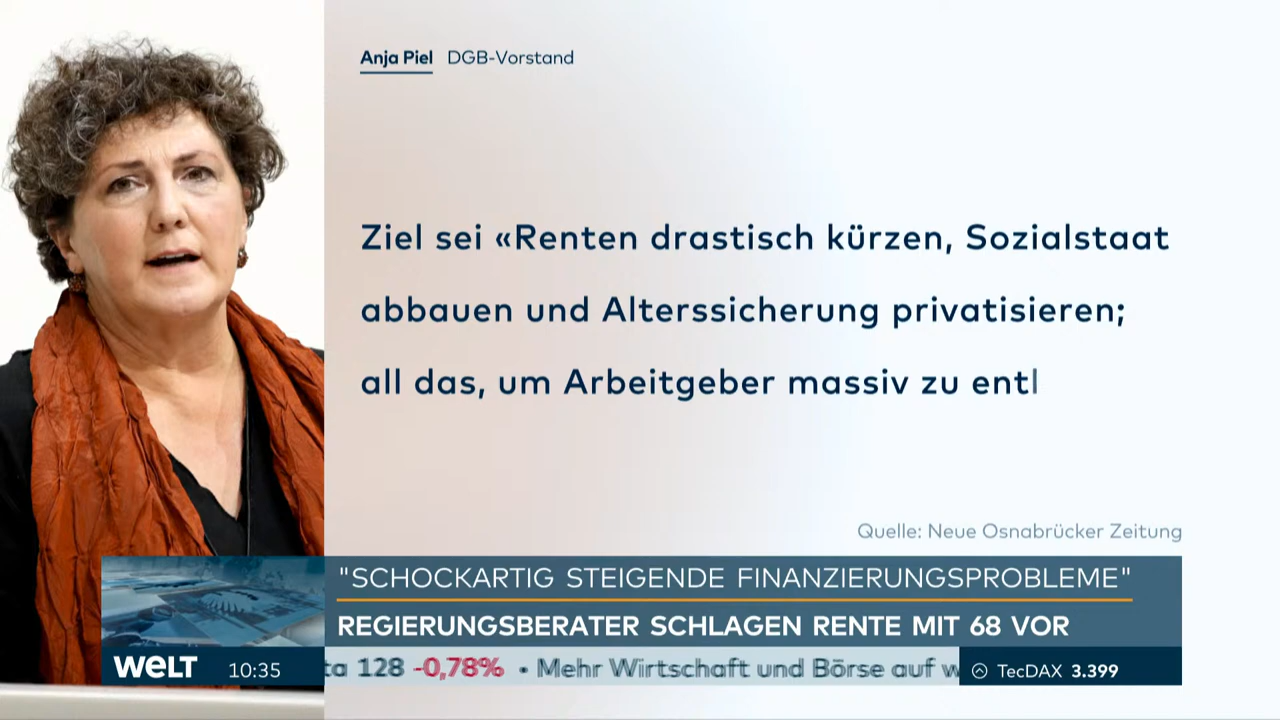 Anja Piel DGB-Vorstand
Ziel sei «Renten drastisch kürzen, Sozialstaat
abbauen und Alterssicherung privatisieren;
all das, um Arbeitgeber massiv zu entl
Quelle: Neue Osnabrücker Zeitung
"SCHOCKARTIG STEIGENDE FINANZIERUNGSPROBLEME"
REGIERUNGSBERATER SCHLAGEN RENTE MIT 68 VOR
welt 10:35 ta 128 -0,78% • Mehr Wirtschaft und Börse auf w TecDAX 3.399